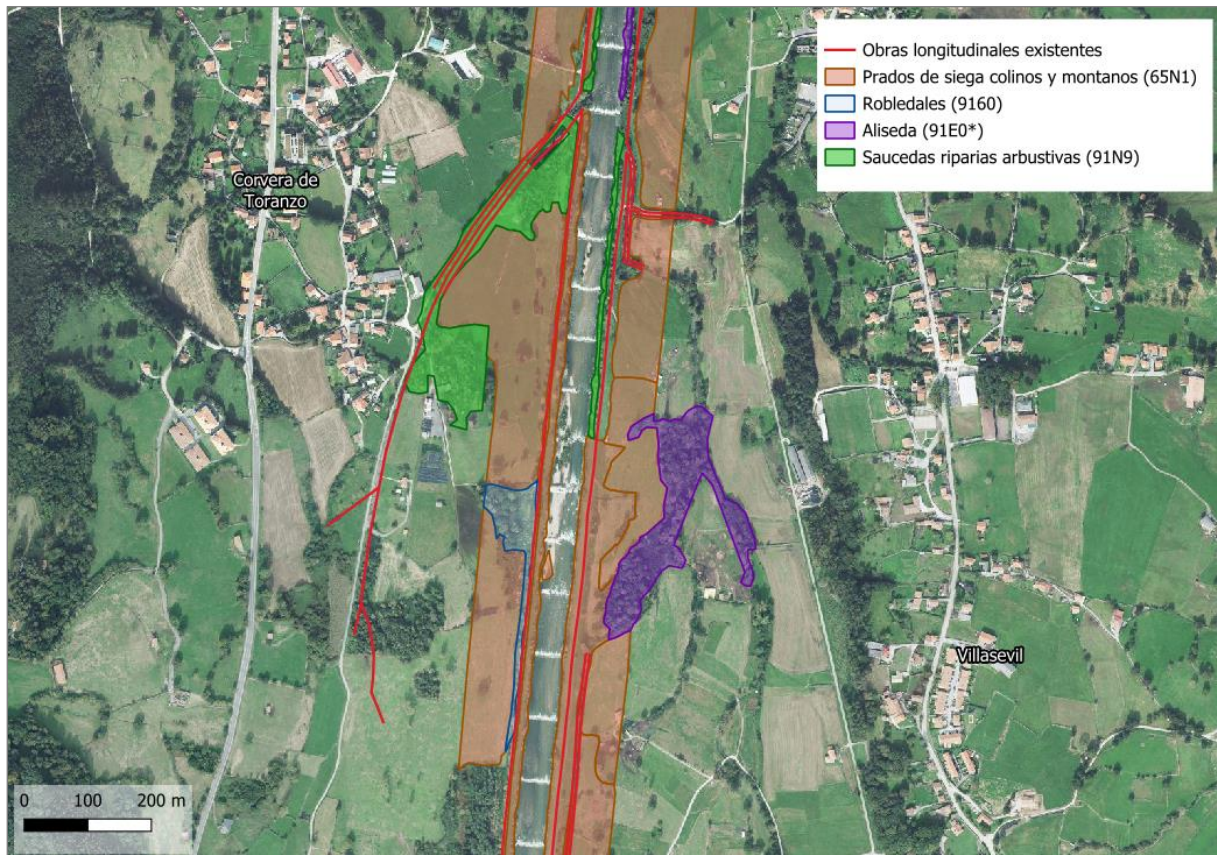 Obras longitudinales existentes
Prados de siega colinos y montanos (65N1)
Robledales (9160)
Aliseda (91E0*)
Saucedas riparias arbustivas (91N9)
Corvera de
Toranzo
Villasevil
0 100 200 m